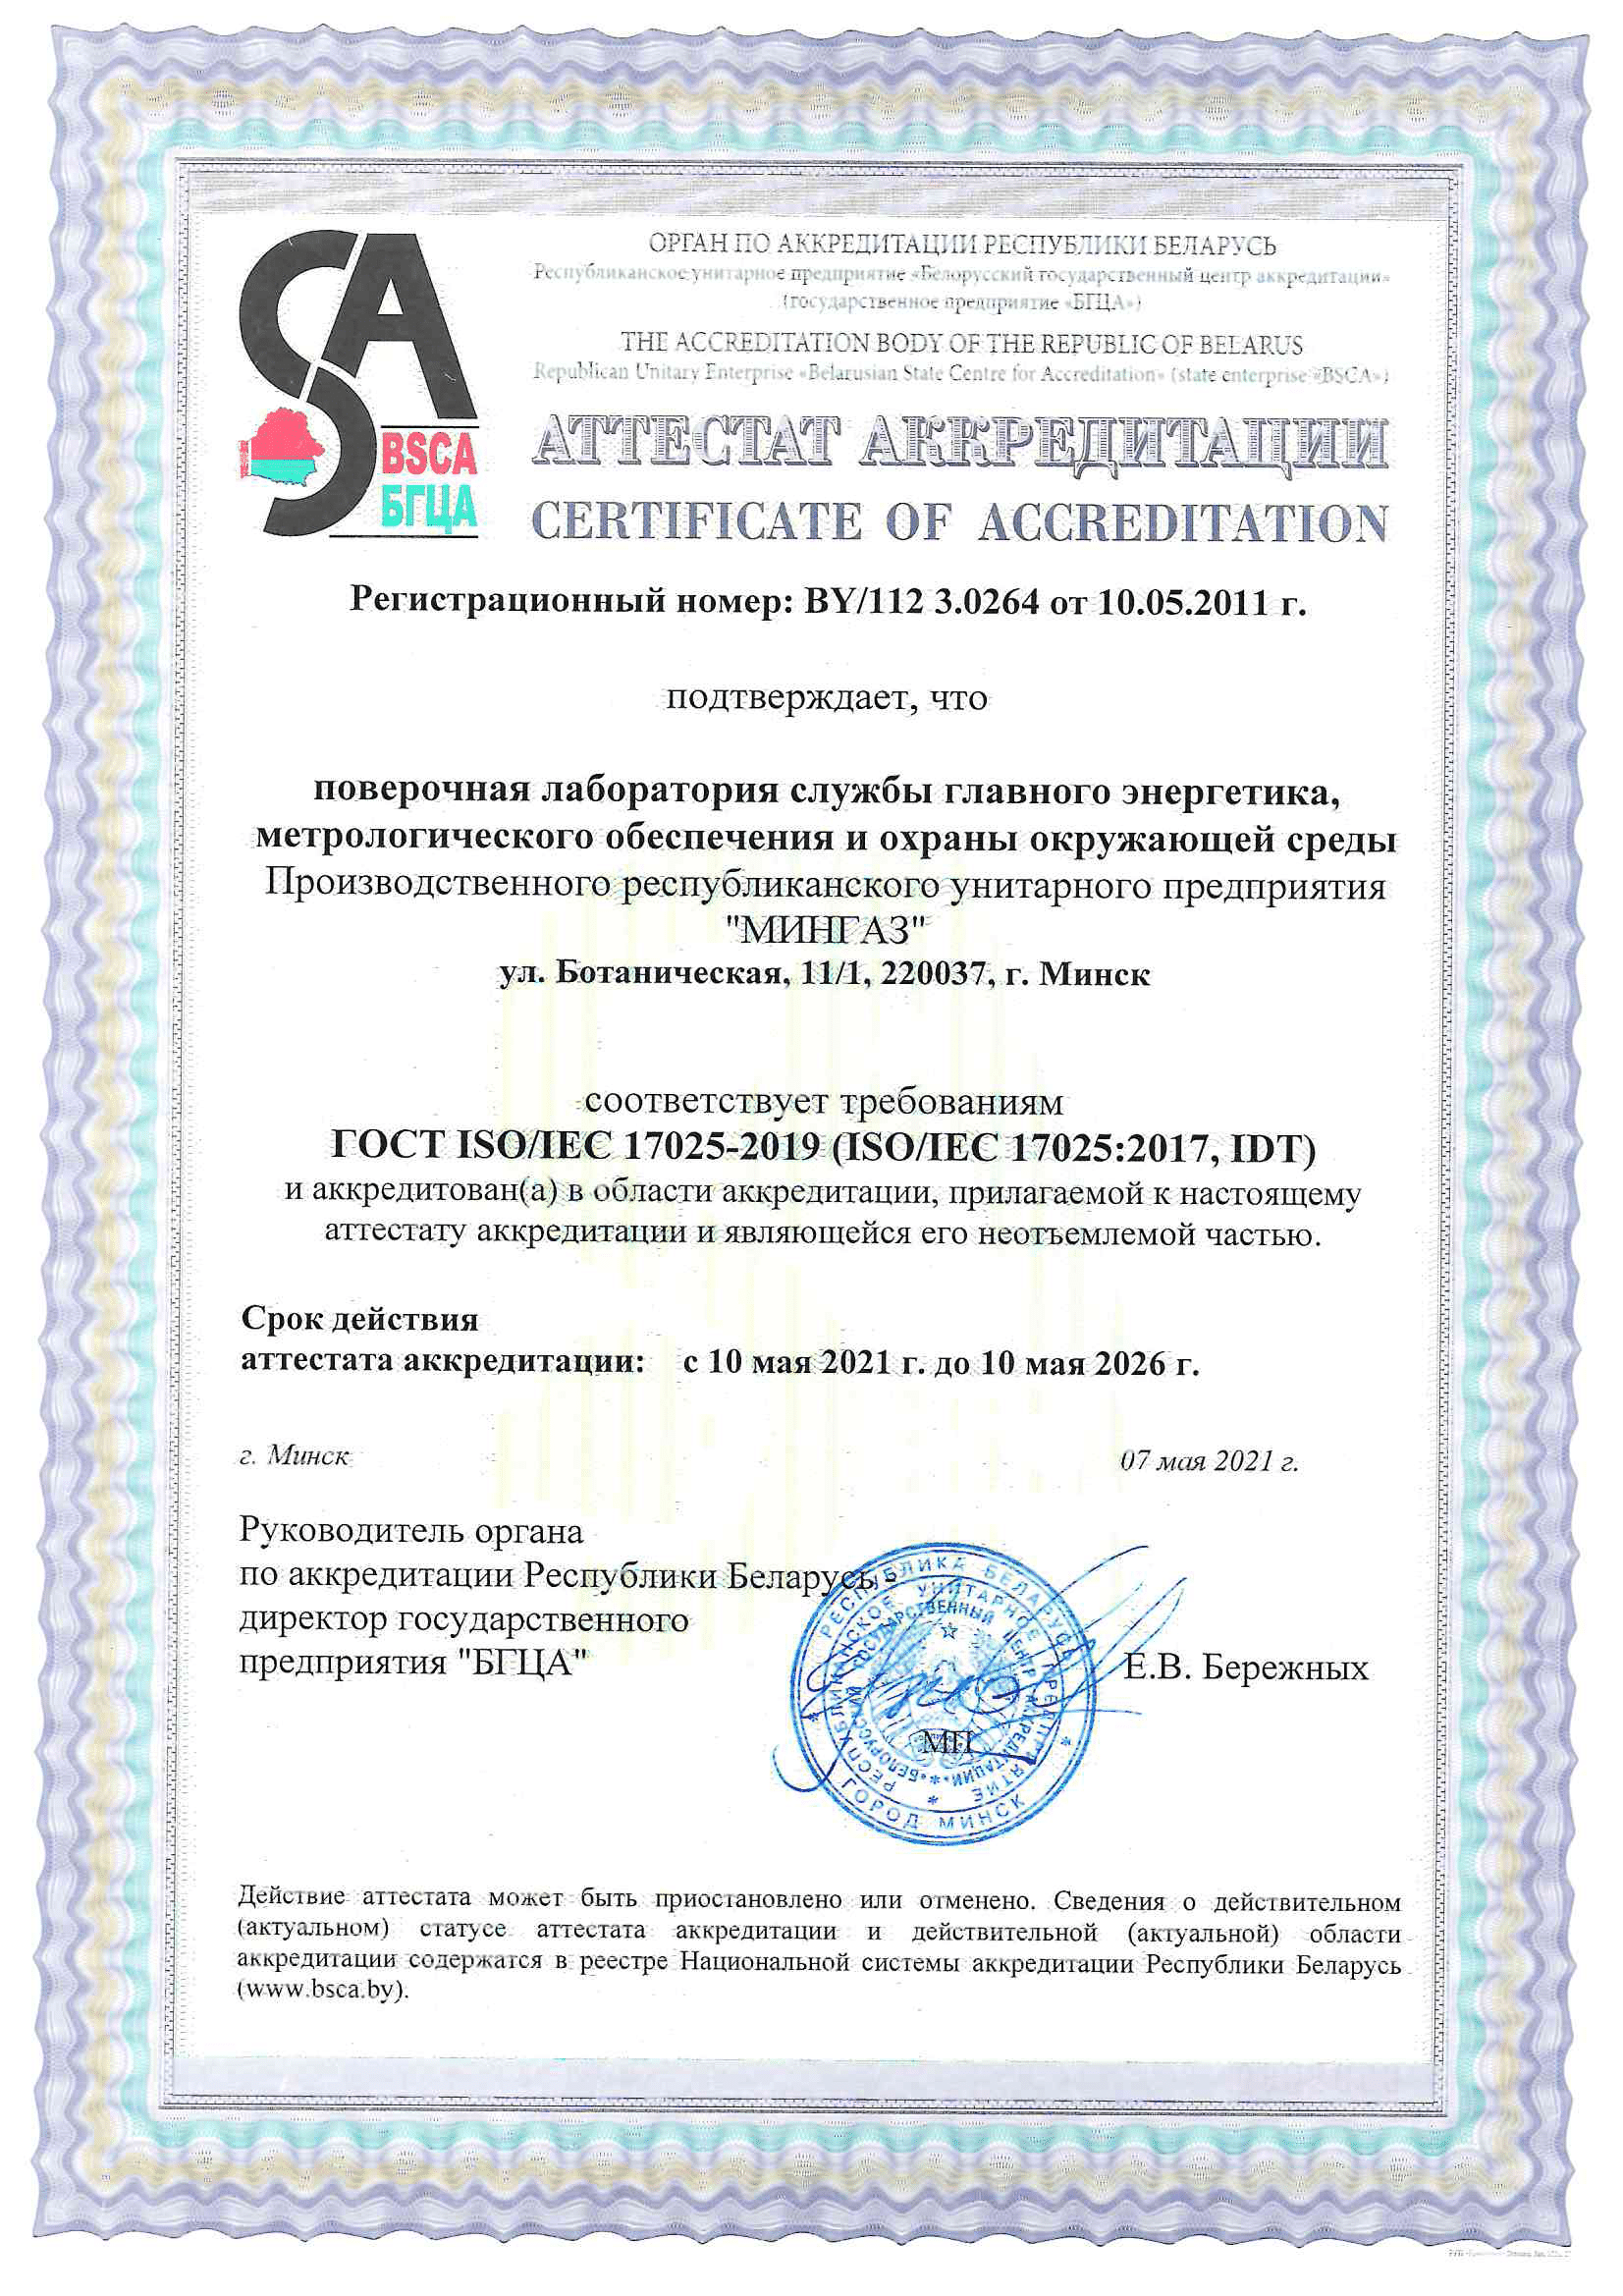 ОРГАН ПО АККРЕДИТАЦИИ РЕСПУБЛИКИ БЕЛАРУСЬ
Республиканское унитарное предприятие «Белорусский государственный центр аккредитации»
(государственное предприятие «БГЦА»)
THE ACCREDITATION BODY OF THE REPUBLIC OF BELARUS
Republican Unitary Enterprise «Belarusian State Centre for Accreditation» (state enterprise «BSCA»)
BSCA
БГЦА
АТТЕСТАТ АККРЕДИТАЦИИ
CERTIFICATE OF ACCREDITATION
Регистрационный номер: BY/112 3.0264 от 10.05.2011 г.
подтверждает, что
поверочная лаборатория службы главного энергетика,
метрологического обеспечения и охраны окружающей среды
Производственного республиканского унитарного предприятия
"МИНГАЗ"
ул. Ботаническая, 11/1, 220037, г. Минск
соответствует требованиям
ГОСТ ISO/IEC 17025-2019 (ISO/IEC 17025:2017, IDT)
и аккредитован(а) в области аккредитации, прилагаемой к настоящему
аттестату аккредитации и являющейся его неотъемлемой частью.
Срок действия
аттестата аккредитации: с 10 мая 2021 г. до 10 мая 2026 г.
г. Минск 07 мая 2021 г.
Руководитель органа
по аккредитации Республики Беларусь -
директор государственного
предприятия "БГЦА" Е.В. Бережных
МП
РЕСПУБЛИКА БЕЛАРУСЬ * ГОРОД МИНСК *
РЕСПУБЛИКАНСКОЕ УНИТАРНОЕ ПРЕДПРИЯТИЕ *
БЕЛОРУССКИЙ ГОСУДАРСТВЕННЫЙ ЦЕНТР АККРЕДИТАЦИИ
Действие аттестата может быть приостановлено или отменено. Сведения о действительном
(актуальном) статусе аттестата аккредитации и действительной (актуальной) области
аккредитации содержатся в реестре Национальной системы аккредитации Республики Беларусь
(www.bsca.by).